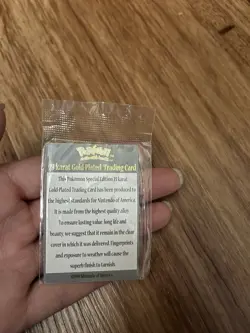 Pokémon
karat Gold Plated Trading Card
This Pokémon Special Edition 23 karat
Gold Plated Trading Card has been produced to
the highest standards for Nintendo of America.
It is made from the highest quality alloy.
To ensure lasting value, long life and
beauty, we suggest that it remain in the clear
cover in which it was delivered. Fingerprints
and exposure to weather will cause the
superb finish to tarnish.
Nintendo of America